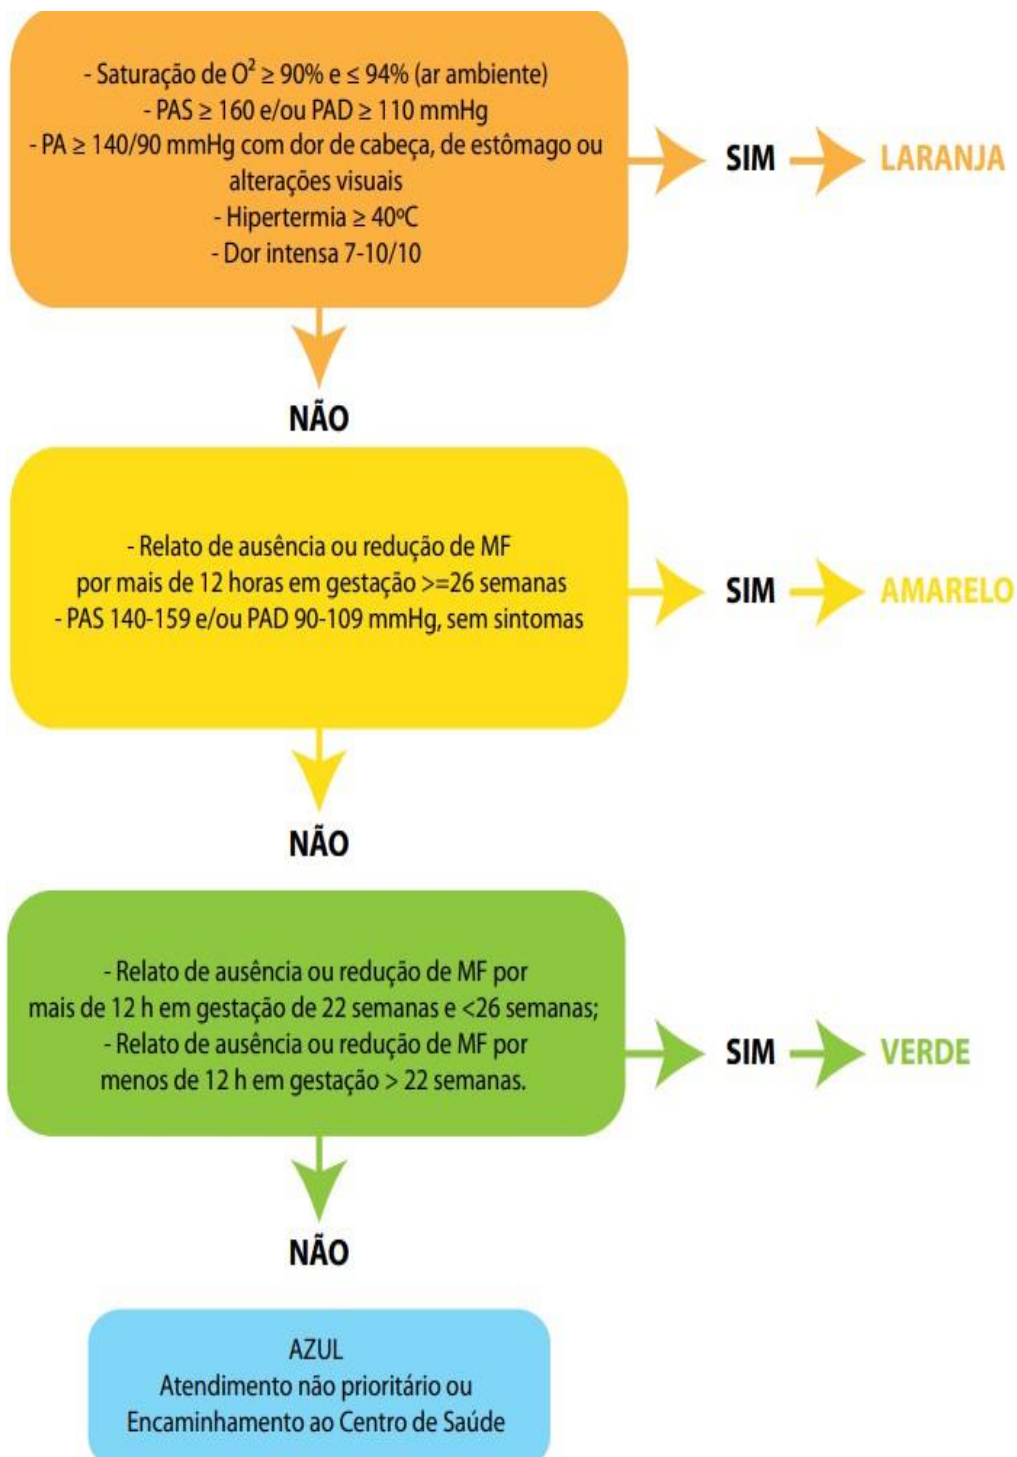 - Saturação de O² ≥ 90% e ≤ 94% (ar ambiente)
- PAS ≥ 160 e/ou PAD ≥ 110 mmHg
- PA ≥ 140/90 mmHg com dor de cabeça, de estômago ou
alterações visuais
- Hipertermia ≥ 40ºC
- Dor intensa 7-10/10
SIM
LARANJA
NÃO
- Relato de ausência ou redução de MF
por mais de 12 horas em gestação >=26 semanas
- PAS 140-159 e/ou PAD 90-109 mmHg, sem sintomas
SIM
AMARELO
NÃO
- Relato de ausência ou redução de MF por
mais de 12 h em gestação de 22 semanas e <26 semanas;
- Relato de ausência ou redução de MF por
menos de 12 h em gestação > 22 semanas.
SIM
VERDE
NÃO
AZUL
Atendimento não prioritário ou
Encaminhamento ao Centro de Saúde